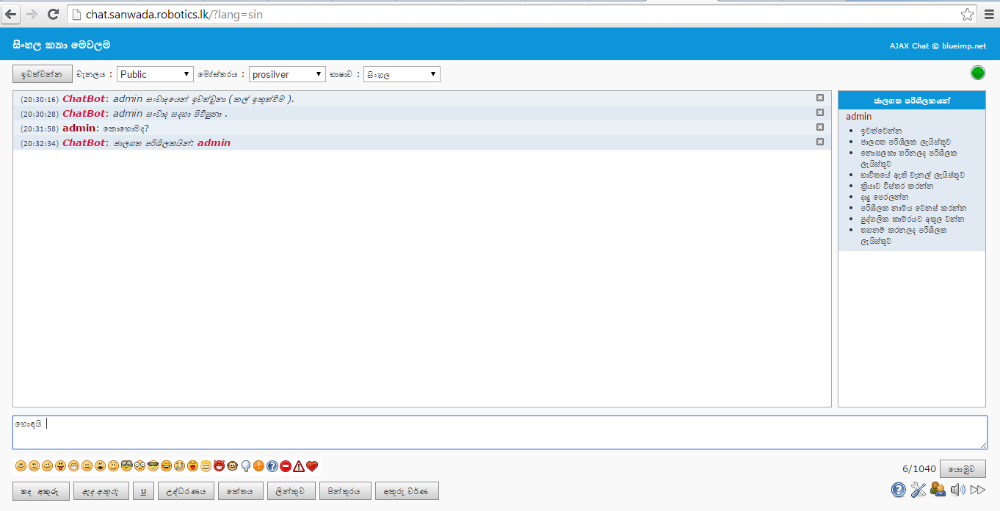 chat.sanwada.robotics.lk/?lang=sin
සිංහල කතා මෙවලම
AJAX Chat © blueimp.net
ඉවත්වන්න චැනලය : Public මෝස්තරය : prosilver භාෂාව : සිංහල
(20:30:16) ChatBot: admin සංවාදයෙන් ඉවත්වුනා (කල් ඉකුත්වීම ).
(20:30:28) ChatBot: admin සංවාද සදහා පිවිසුනා .
(20:31:58) admin: කොහොමද?
(20:32:34) ChatBot: ජාලගත පරිශීලකයින්: admin
ජාලගත පරිශීලකයන්
admin
ඉවත්වෙන්න
ජාලගත පරිශීලක ලැයිස්තුව
නොසලකා හරිනලද පරිශීලක
ලැයිස්තුව
භාවිතයේ ඇති චැනල් ලැයිස්තුව
ක්‍රියාව විස්තර කරන්න
දාදු පෙරලන්න
පරිශීලක නාමය වෙනස් කරන්න
පුද්ගලික කාමරයට අතුල වන්න
තහනම් කරනලද පරිශීලක
ලැයිස්තුව
හොඳයි
6/1040 යොමුව
තද අකුරු ඇද අකුරු u උද්ධරණය කේතය ලින්කුව පින්තුරය අකුරු වර්ණ